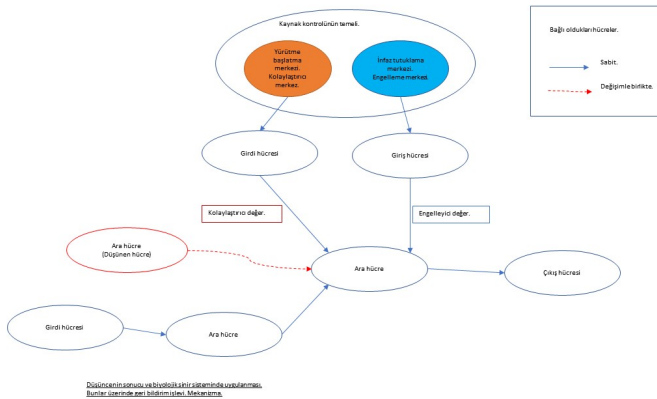 Kaynak kontrolünün temeli.
Yürütme
başlatma
merkezi.
Kolaylaştırıcı
merkez.
İnfaz tutuklama
merkezi.
Engelleme merkesi.
Bağlı oldukları hücreler.
Sabit.
Değişimle birlikte.
Girdi hücresi
Giriş hücresi
Kolaylaştırıcı değer.
Engelleyici değer.
Ara hücre
(Düşünen hücre)
Ara hücre
Çıkış hücresi
Girdi hücresi
Ara hücre
Düşüncenin sonucu ve biyolojik sinir sisteminde uygulanması.
Bunlar üzerinde geri bildirim işlevi. Mekanizma.